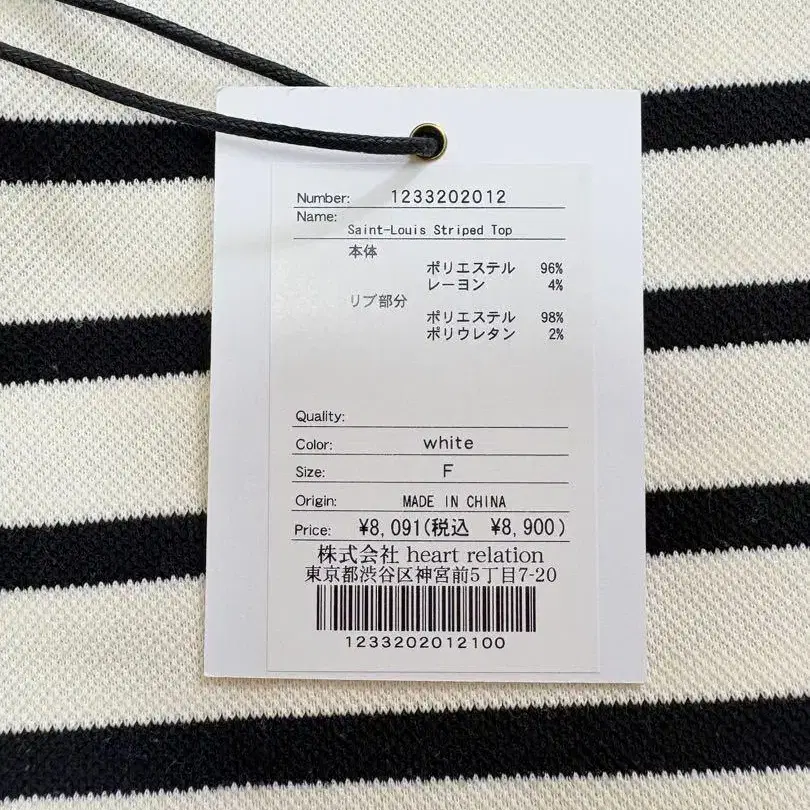 Number: 1233202012
Name:
Saint-Louis Striped Top
本体
ポリエステル 96%
レーヨン 4%
リブ部分
ポリエステル 98%
ポリウレタン 2%
Quality:
Color: white
Size: F
Origin: MADE IN CHINA
Price: ¥8,091(税込 ¥8,900)
株式会社 heart relation
東京都渋谷区神宮前5丁目7-20
1233202012100